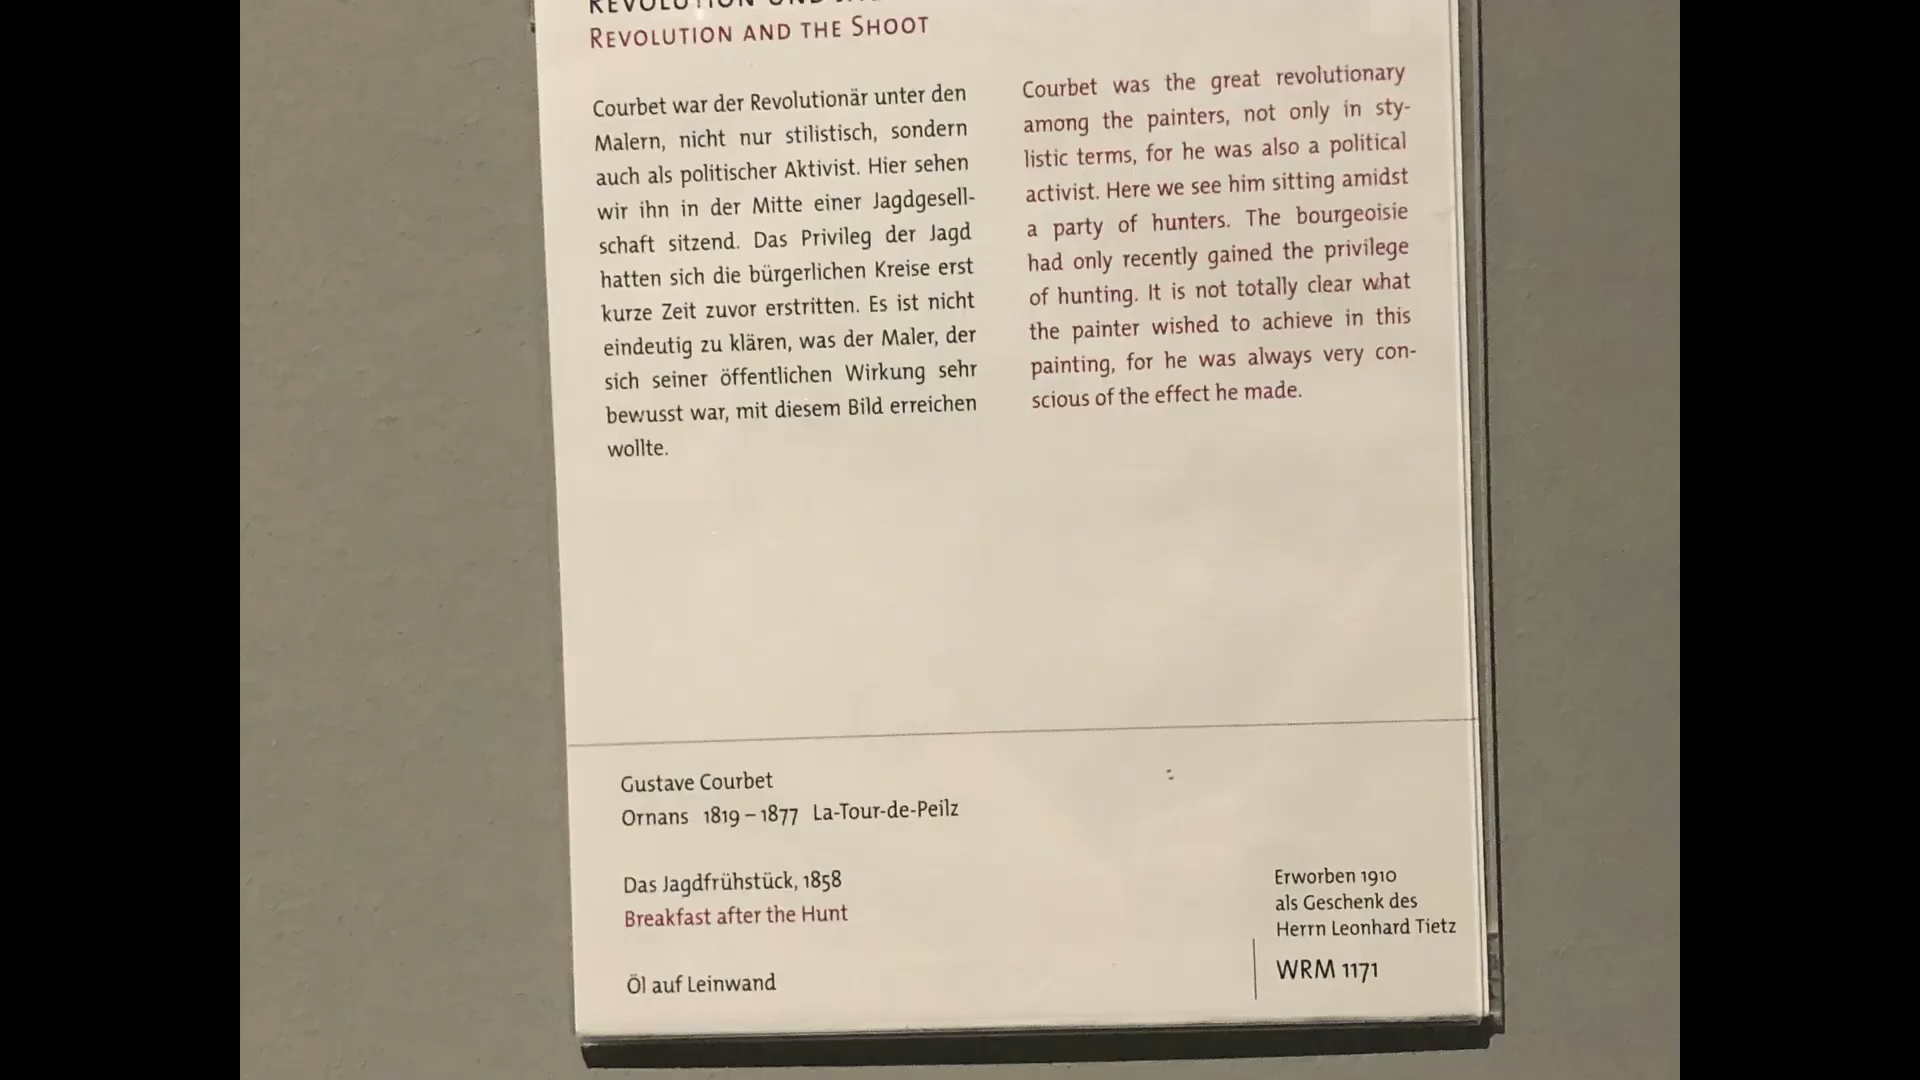 REVOLUTION UND
REVOLUTION AND THE SHOOT
Courbet war der Revolutionär unter den
Malern, nicht nur stilistisch, sondern
auch als politischer Aktivist. Hier sehen
wir ihn in der Mitte einer Jagdgesell-
schaft sitzend. Das Privileg der Jagd
hatten sich die bürgerlichen Kreise erst
kurze Zeit zuvor erstritten. Es ist nicht
eindeutig zu klären, was der Maler, der
sich seiner öffentlichen Wirkung sehr
bewusst war, mit diesem Bild erreichen
wollte.
Courbet was the great revolutionary
among the painters, not only in sty-
listic terms, for he was also a political
activist. Here we see him sitting amidst
a party of hunters. The bourgeoisie
had only recently gained the privilege
of hunting. It is not totally clear what
the painter wished to achieve in this
painting, for he was always very con-
scious of the effect he made.
Gustave Courbet
Ornans 1819 – 1877 La-Tour-de-Peilz
Das Jagdfrühstück, 1858
Breakfast after the Hunt
Öl auf Leinwand
Erworben 1910
als Geschenk des
Herrn Leonhard Tietz
WRM 1171